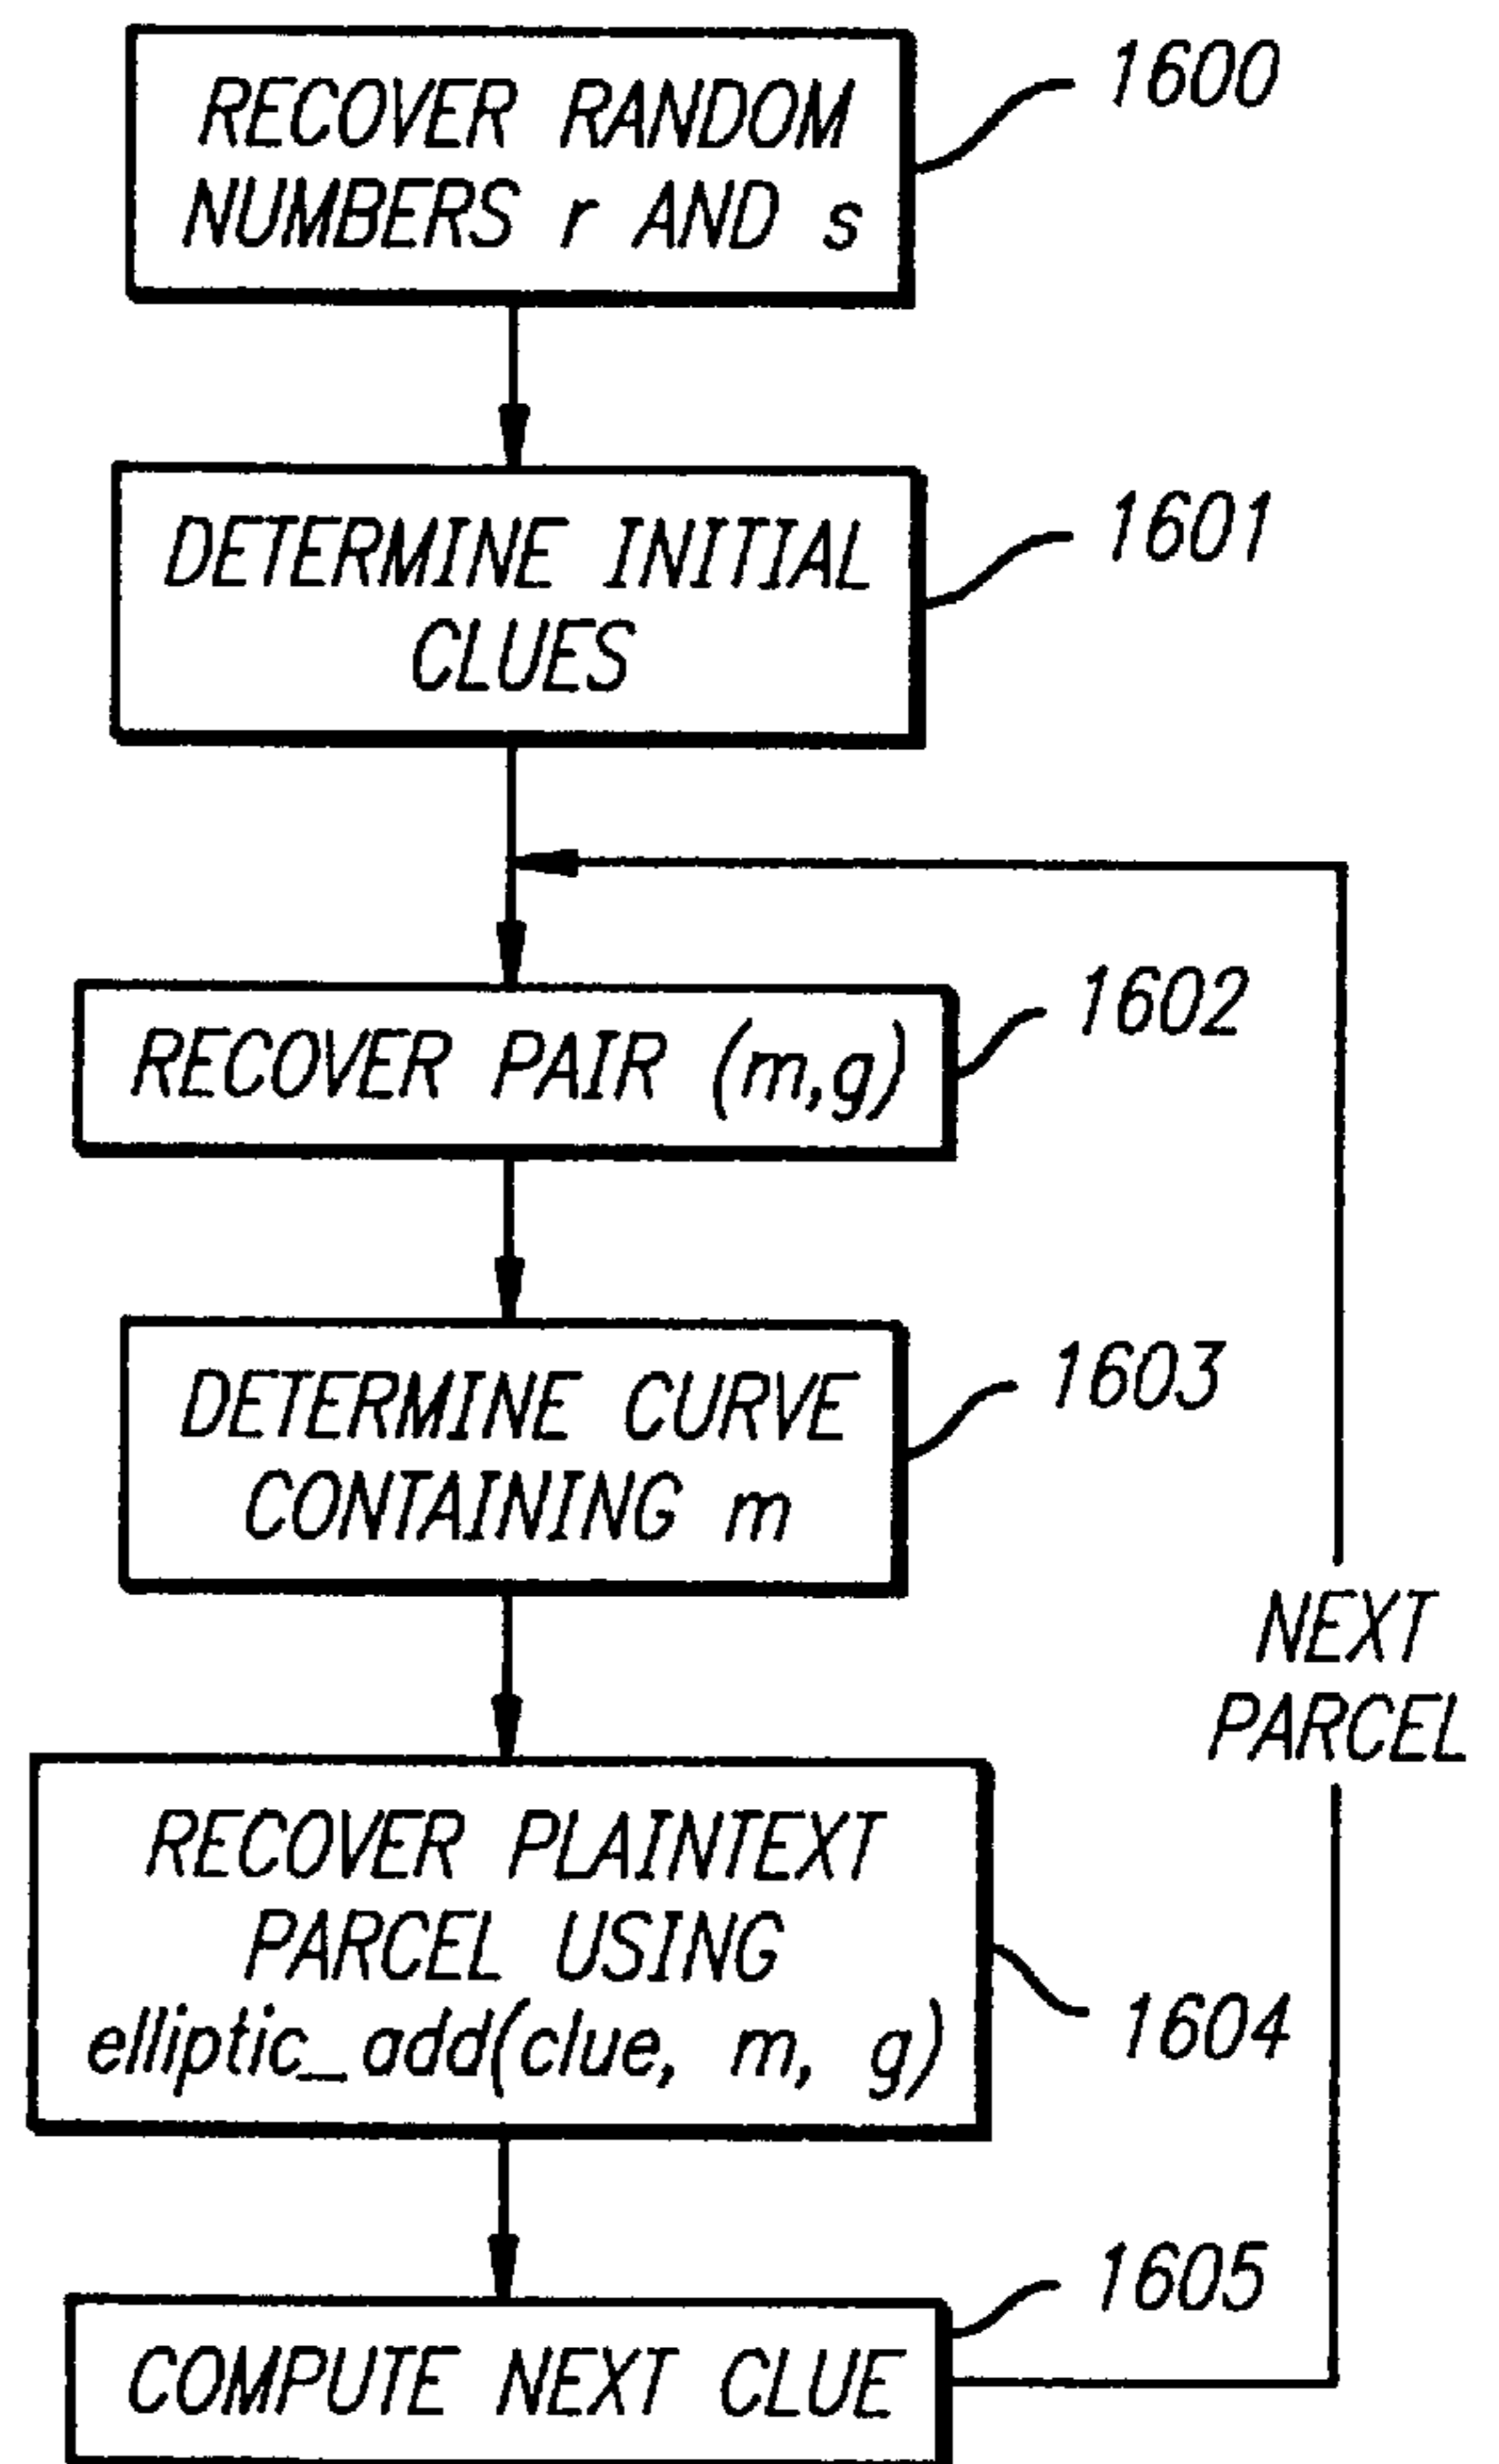 RECOVER RANDOM
NUMBERS r AND s
1600
DETERMINE INITIAL
CLUES
1601
RECOVER PAIR (m,g)
1602
DETERMINE CURVE
CONTAINING m
1603
NEXT
PARCEL
RECOVER PLAINTEXT
PARCEL USING
elliptic_add(clue, m, g)
1604
COMPUTE NEXT CLUE
1605